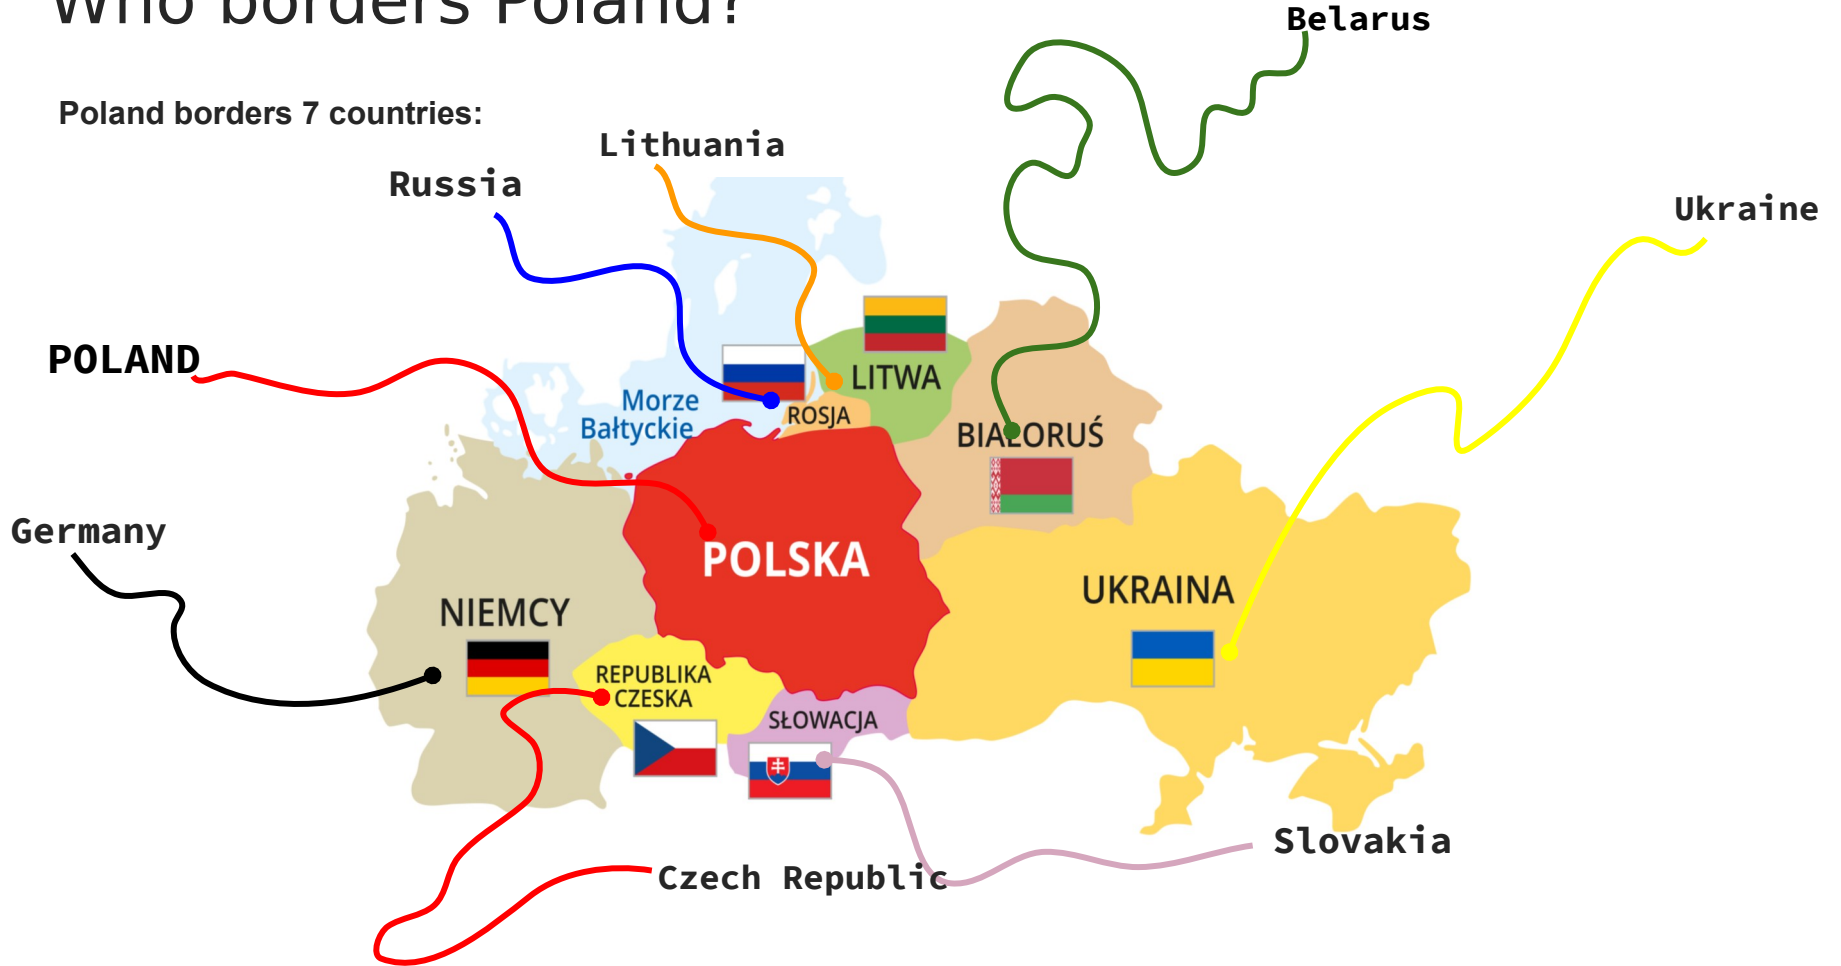 Who borders Poland?
Belarus
Poland borders 7 countries:
Lithuania
Russia
Ukraine
POLAND
LITWA
Morze
Bałtyckie
ROSJA
BIAŁORUŚ
Germany
POLSKA
UKRAINA
NIEMCY
REPUBLIKA
CZESKA
SŁOWACJA
Slovakia
Czech Republic